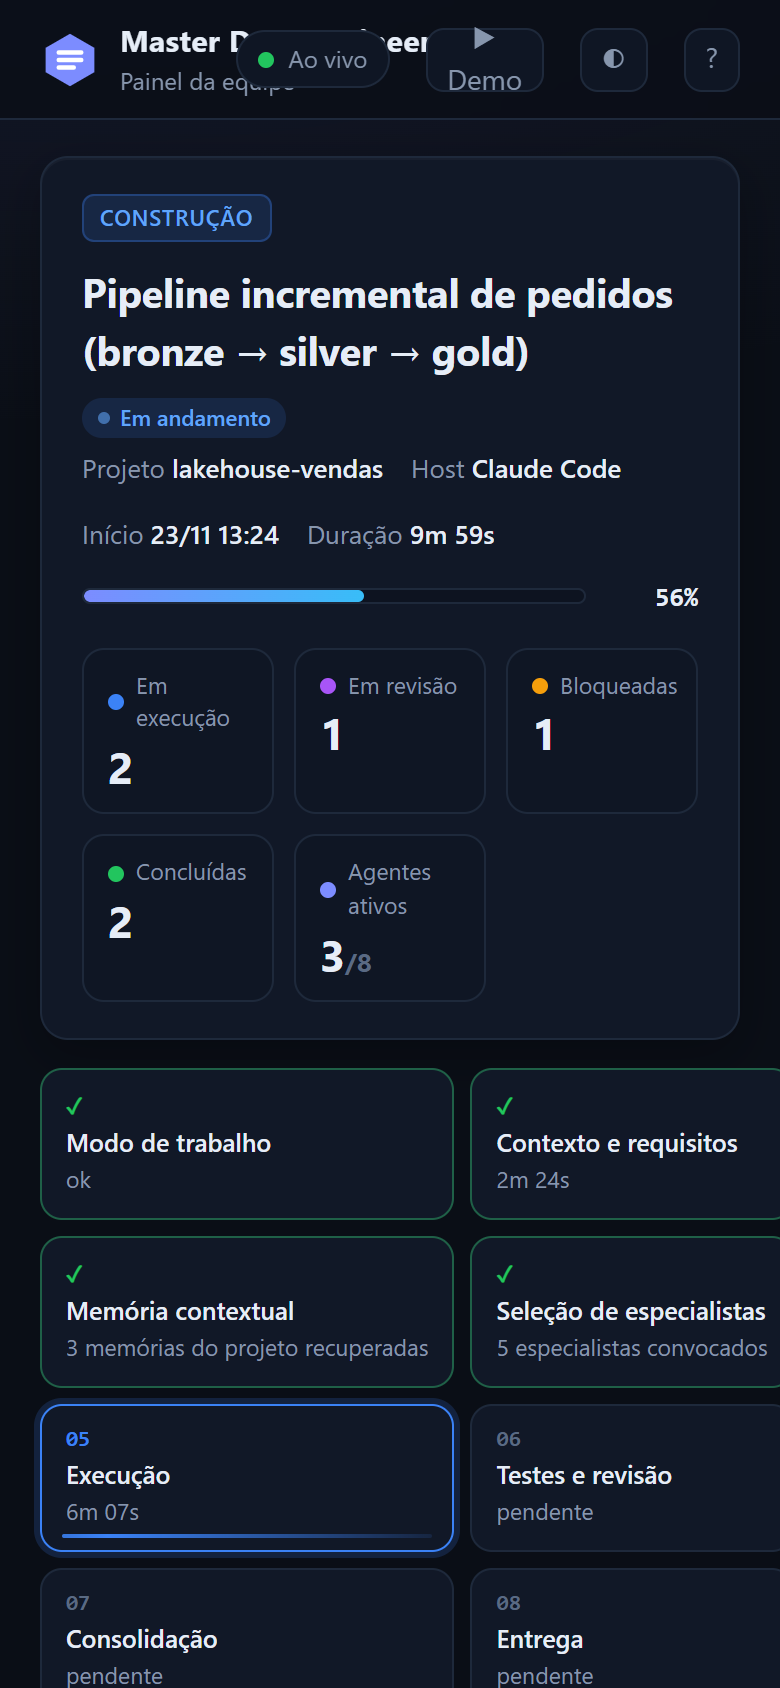 Master D
Painel da equipe
Ao vivo
Demo
?
CONSTRUÇÃO
Pipeline incremental de pedidos
(bronze → silver → gold)
Em andamento
Projeto lakehouse-vendas Host Claude Code
Início 23/11 13:24 Duração 9m 59s
56%
Em
execução
2
Em revisão
1
Bloqueadas
1
Concluídas
2
Agentes
ativos
3/8
✓
Modo de trabalho
ok
✓
Contexto e requisitos
2m 24s
✓
Memória contextual
3 memórias do projeto recuperadas
✓
Seleção de especialistas
5 especialistas convocados
05
Execução
6m 07s
06
Testes e revisão
pendente
07
Consolidação
pendente
08
Entrega
pendente